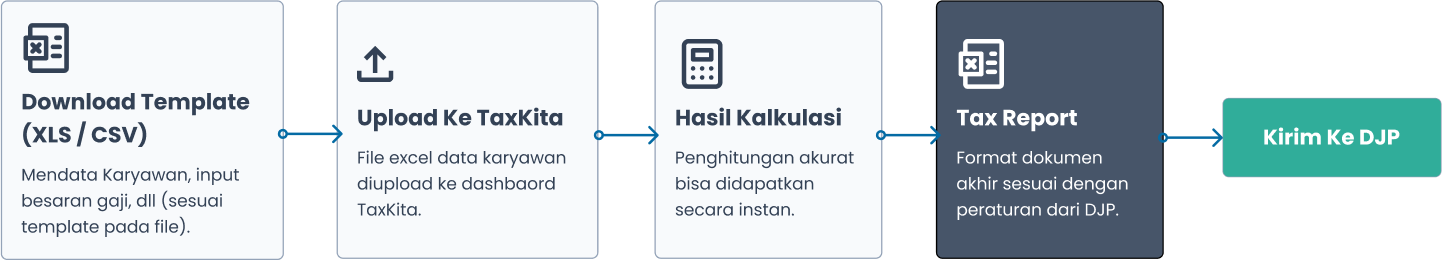 Download Template
(XLS / CSV)
Mendata Karyawan, input
besaran gaji, dll (sesuai
template pada file).
Upload Ke TaxKita
File excel data karyawan
diupload ke dashbaord
TaxKita.
Hasil Kalkulasi
Penghitungan akurat
bisa didapatkan
secara instan.
Tax Report
Format dokumen
akhir sesuai dengan
peraturan dari DJP.
Kirim Ke DJP